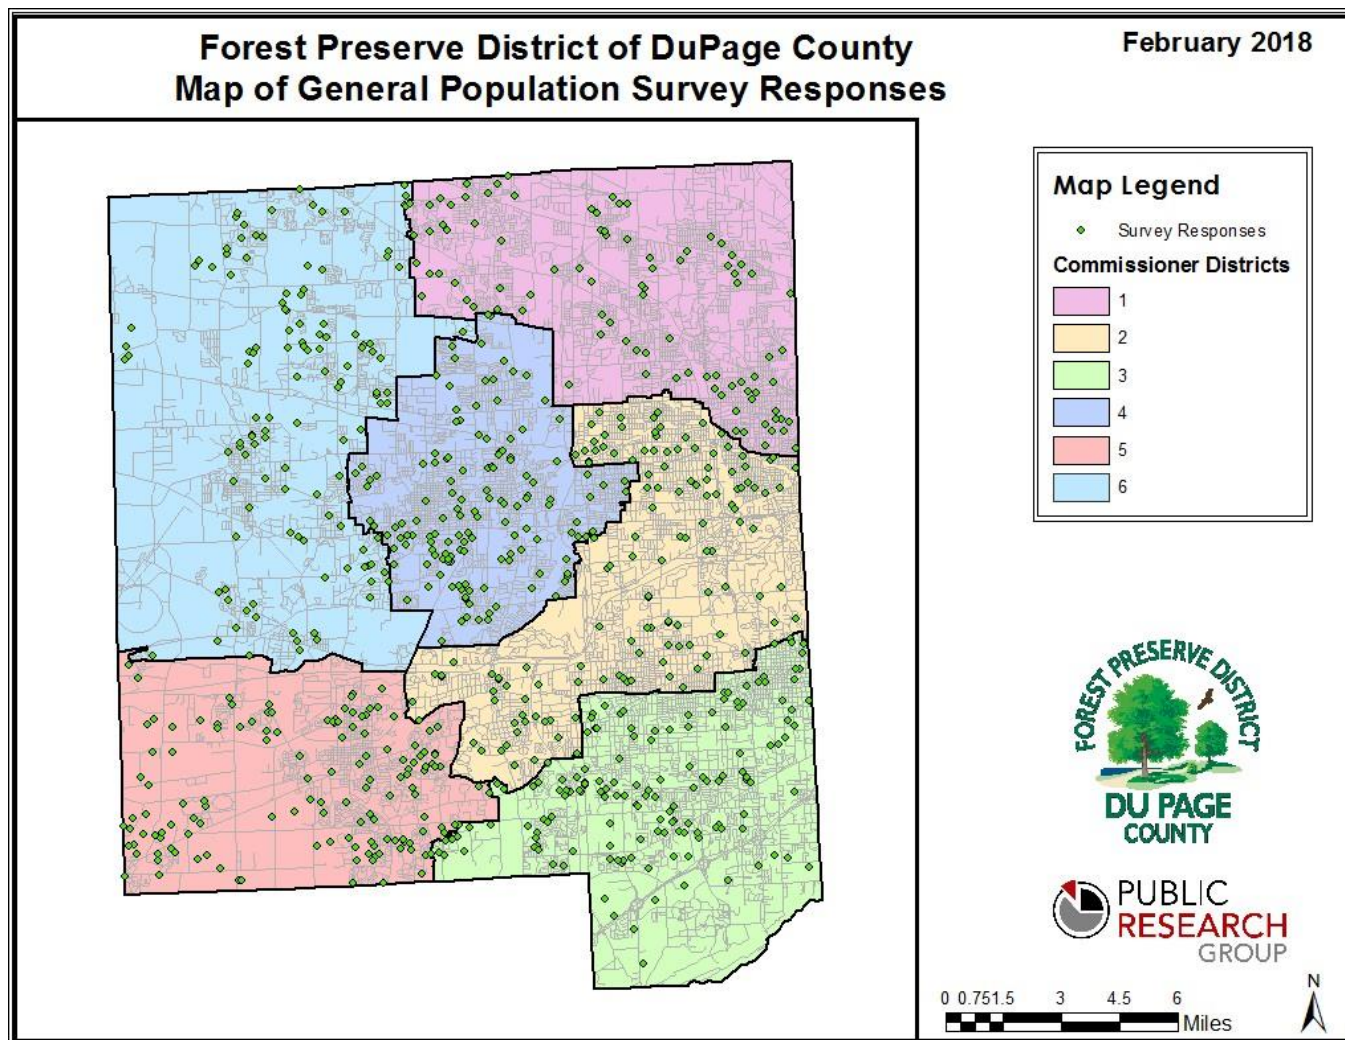 Forest Preserve District of DuPage County
Map of General Population Survey Responses
February 2018
Map Legend
Survey Responses
Commissioner Districts
1
2
3
4
5
6
FOREST PRESERVE DISTRICT
DU PAGE
COUNTY
PUBLIC
RESEARCH
GROUP
N
0 0.75 1.5 3 4.5 6
Miles